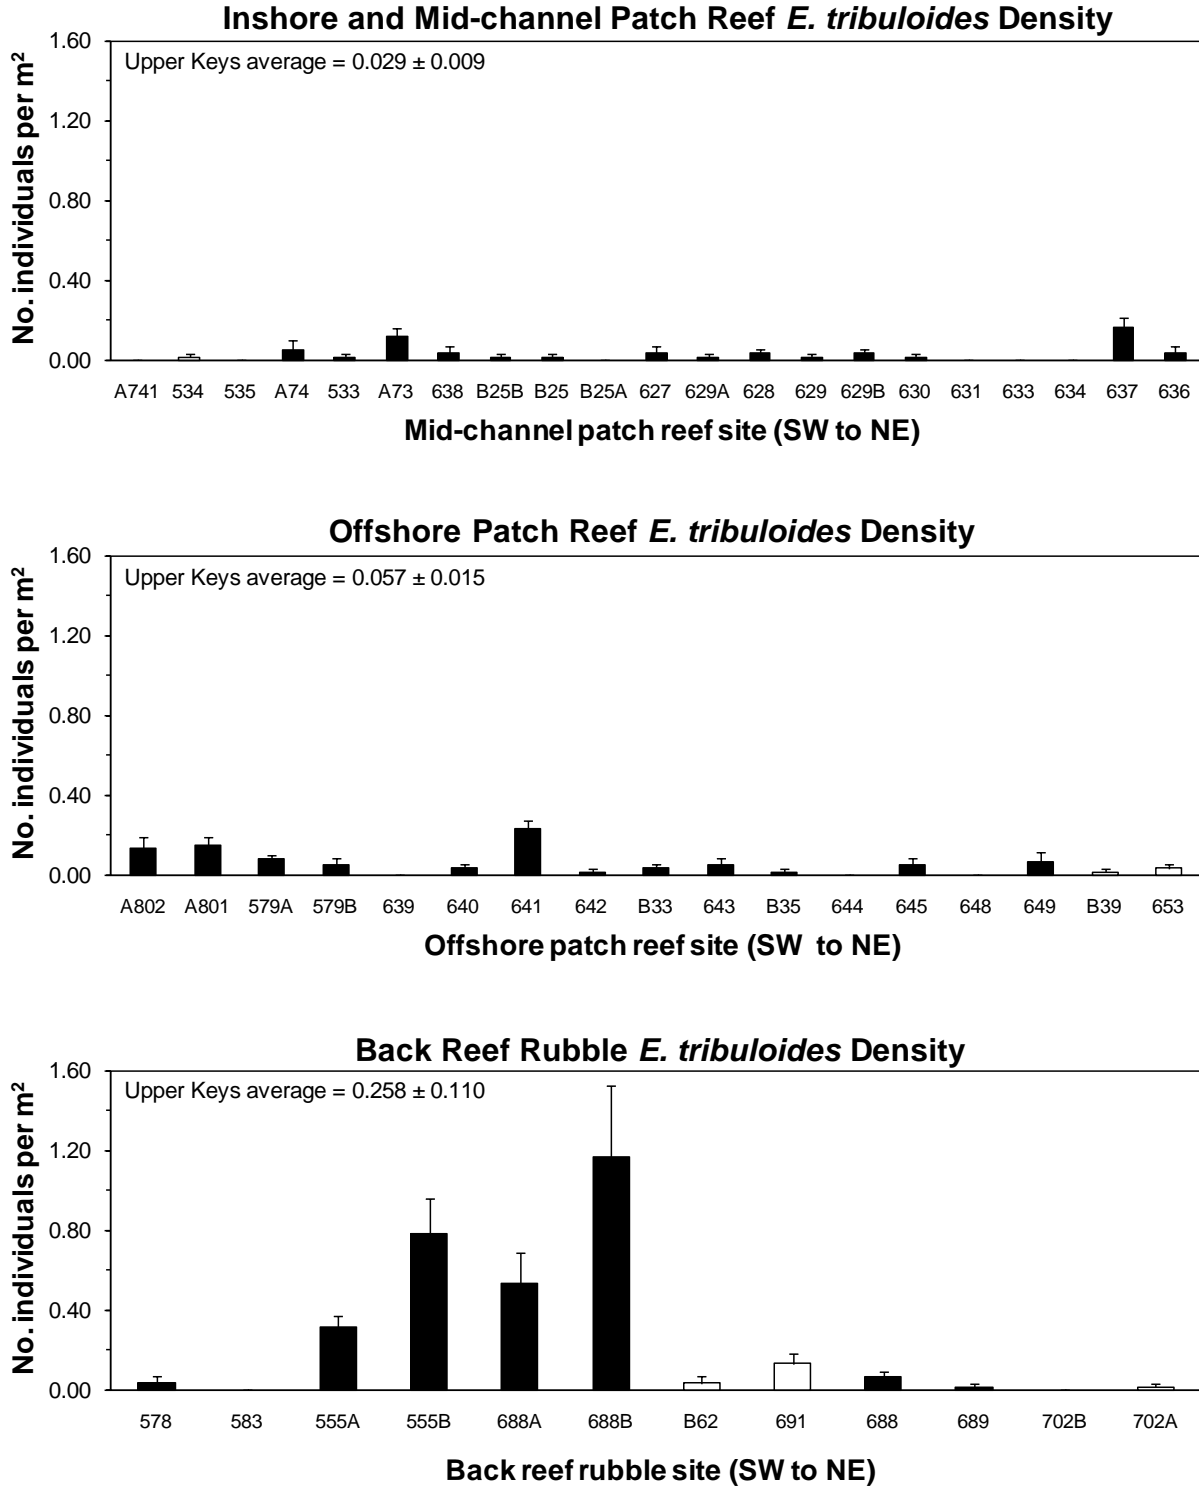 Inshore and Mid-channel Patch Reef E. tribuloides Density
No. individuals per m²
1.60
1.20
0.80
0.40
0.00
Upper Keys average = 0.029 ± 0.009
A741 534 535 A74 533 A73 638 B25B B25 B25A 627 629A 628 629 629B 630 631 633 634 637 636
Mid-channel patch reef site (SW to NE)
Offshore Patch Reef E. tribuloides Density
No. individuals per m²
1.60
1.20
0.80
0.40
0.00
Upper Keys average = 0.057 ± 0.015
A802 A801 579A 579B 639 640 641 642 B33 643 B35 644 645 648 649 B39 653
Offshore patch reef site (SW to NE)
Back Reef Rubble E. tribuloides Density
No. individuals per m²
1.60
1.20
0.80
0.40
0.00
Upper Keys average = 0.258 ± 0.110
578 583 555A 555B 688A 688B B62 691 688 689 702B 702A
Back reef rubble site (SW to NE)